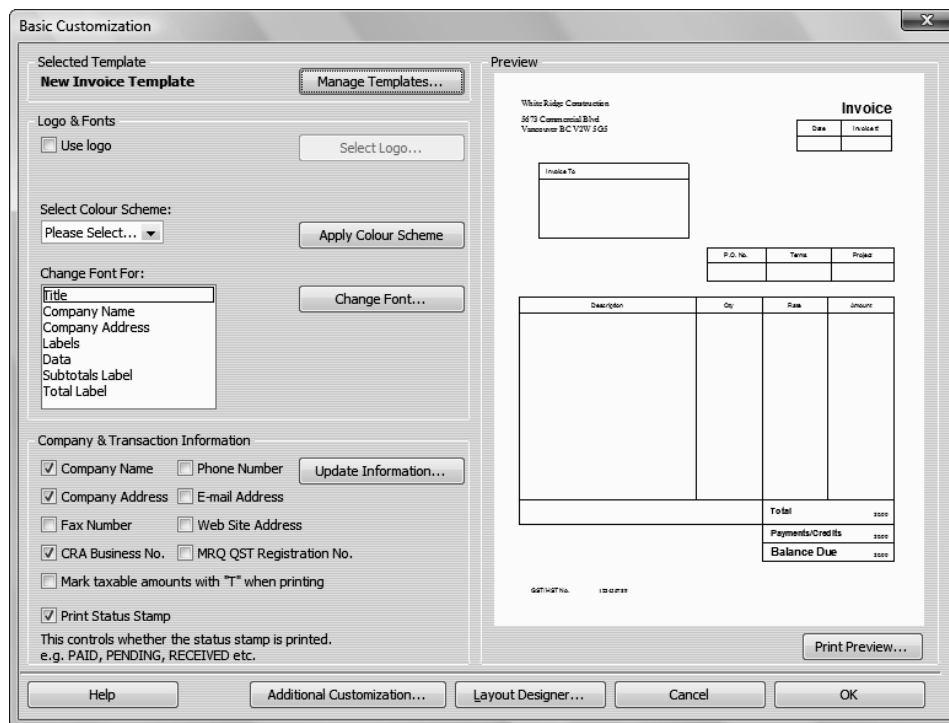 Basic Customization
X
Selected Template
New Invoice Template
Manage Templates...
Logo & Fonts
Use logo
Select Logo...
Select Colour Scheme:
Please Select...
Apply Colour Scheme
Change Font For:
Title
Company Name
Company Address
Labels
Data
Subtotals Label
Total Label
Change Font...
Company & Transaction Information
Company Name
Phone Number
Update Information...
Company Address
E-mail Address
Fax Number
Web Site Address
CRA Business No.
MRQ QST Registration No.
Mark taxable amounts with "T" when printing
Print Status Stamp
This controls whether the status stamp is printed.
e.g. PAID, PENDING, RECEIVED etc.
Preview
White Ridge Construction
5673 Commercial Blvd
Vancouver BC V2W 5G5
Invoice
Date
Invoice #
Invoice To
P.O. No.
Terms
Project
Description
Qty
Rate
Amount
Total
Payments/Credits
Balance Due
GST/HST No.
Print Preview...
Help
Additional Customization...
Layout Designer...
Cancel
OK